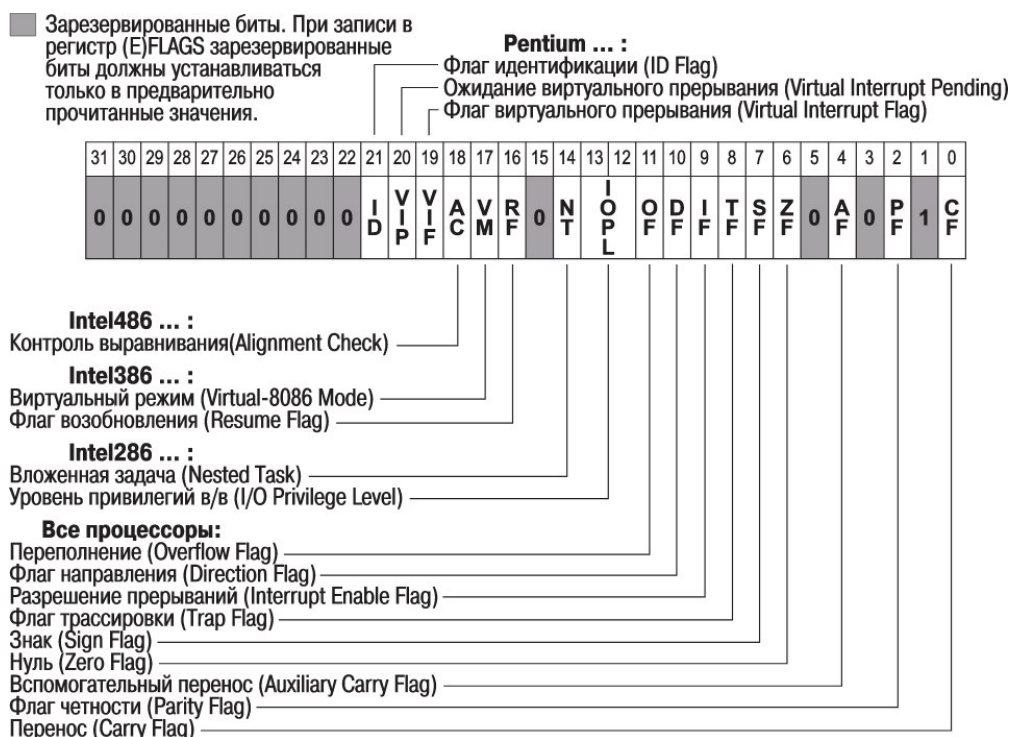 Зарезервированные биты. При записи в
регистр (E)FLAGS зарезервированные
биты должны устанавливаться
только в предварительно
прочитанные значения.
Pentium ... :
Флаг идентификации (ID Flag)
Ожидание виртуального прерывания (Virtual Interrupt Pending)
Флаг виртуального прерывания (Virtual Interrupt Flag)
31 30 29 28 27 26 25 24 23 22 21 20 19 18 17 16 15 14 13 12 11 10 9 8 7 6 5 4 3 2 1 0
0 0 0 0 0 0 0 0 0 0 ID VIP VIF AC VM RF 0 NT IOPL OF DF IF TF SF ZF 0 AF 0 PF 1 CF
Intel486 ... :
Контроль выравнивания(Alignment Check)
Intel386 ... :
Виртуальный режим (Virtual-8086 Mode)
Флаг возобновления (Resume Flag)
Intel286 ... :
Вложенная задача (Nested Task)
Уровень привилегий в/в (I/O Privilege Level)
Все процессоры:
Переполнение (Overflow Flag)
Флаг направления (Direction Flag)
Разрешение прерываний (Interrupt Enable Flag)
Флаг трассировки (Trap Flag)
Знак (Sign Flag)
Нуль (Zero Flag)
Вспомогательный перенос (Auxiliary Carry Flag)
Флаг четности (Parity Flag)
Перенос (Carry Flag)